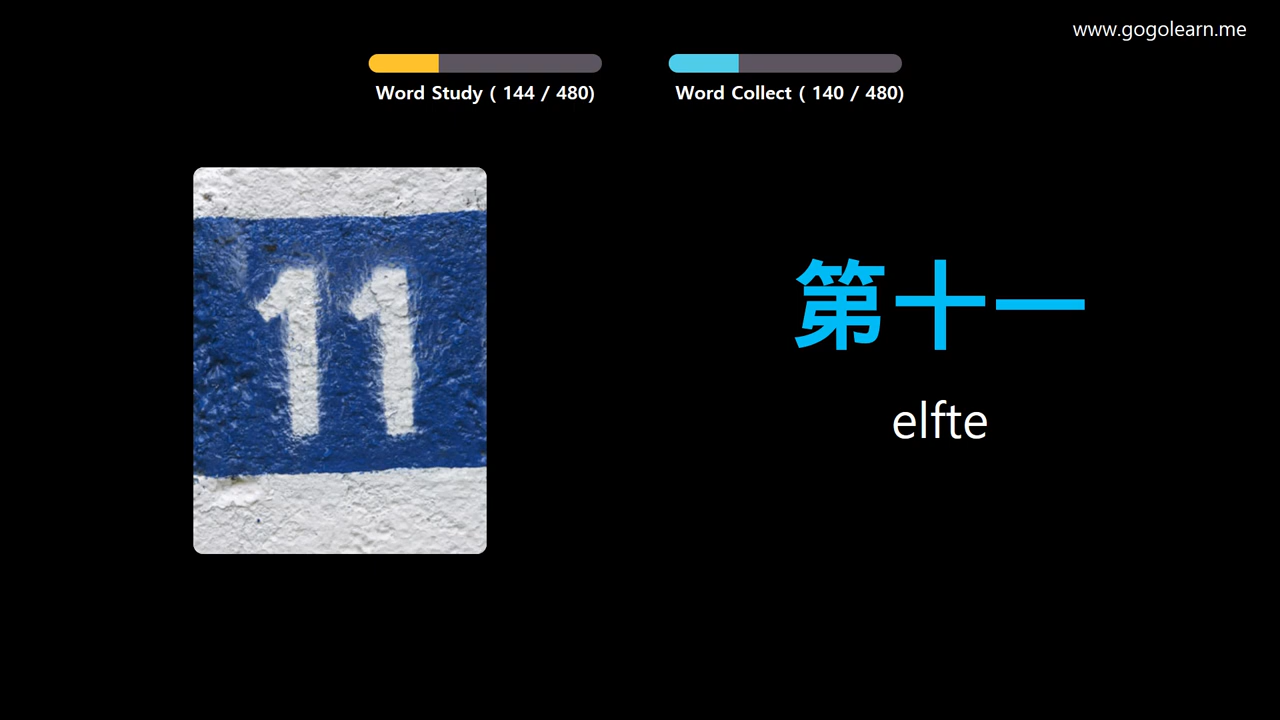 www.gogolearn.me
Word Study ( 144 / 480)
Word Collect ( 140 / 480)
11
第十一
elfte